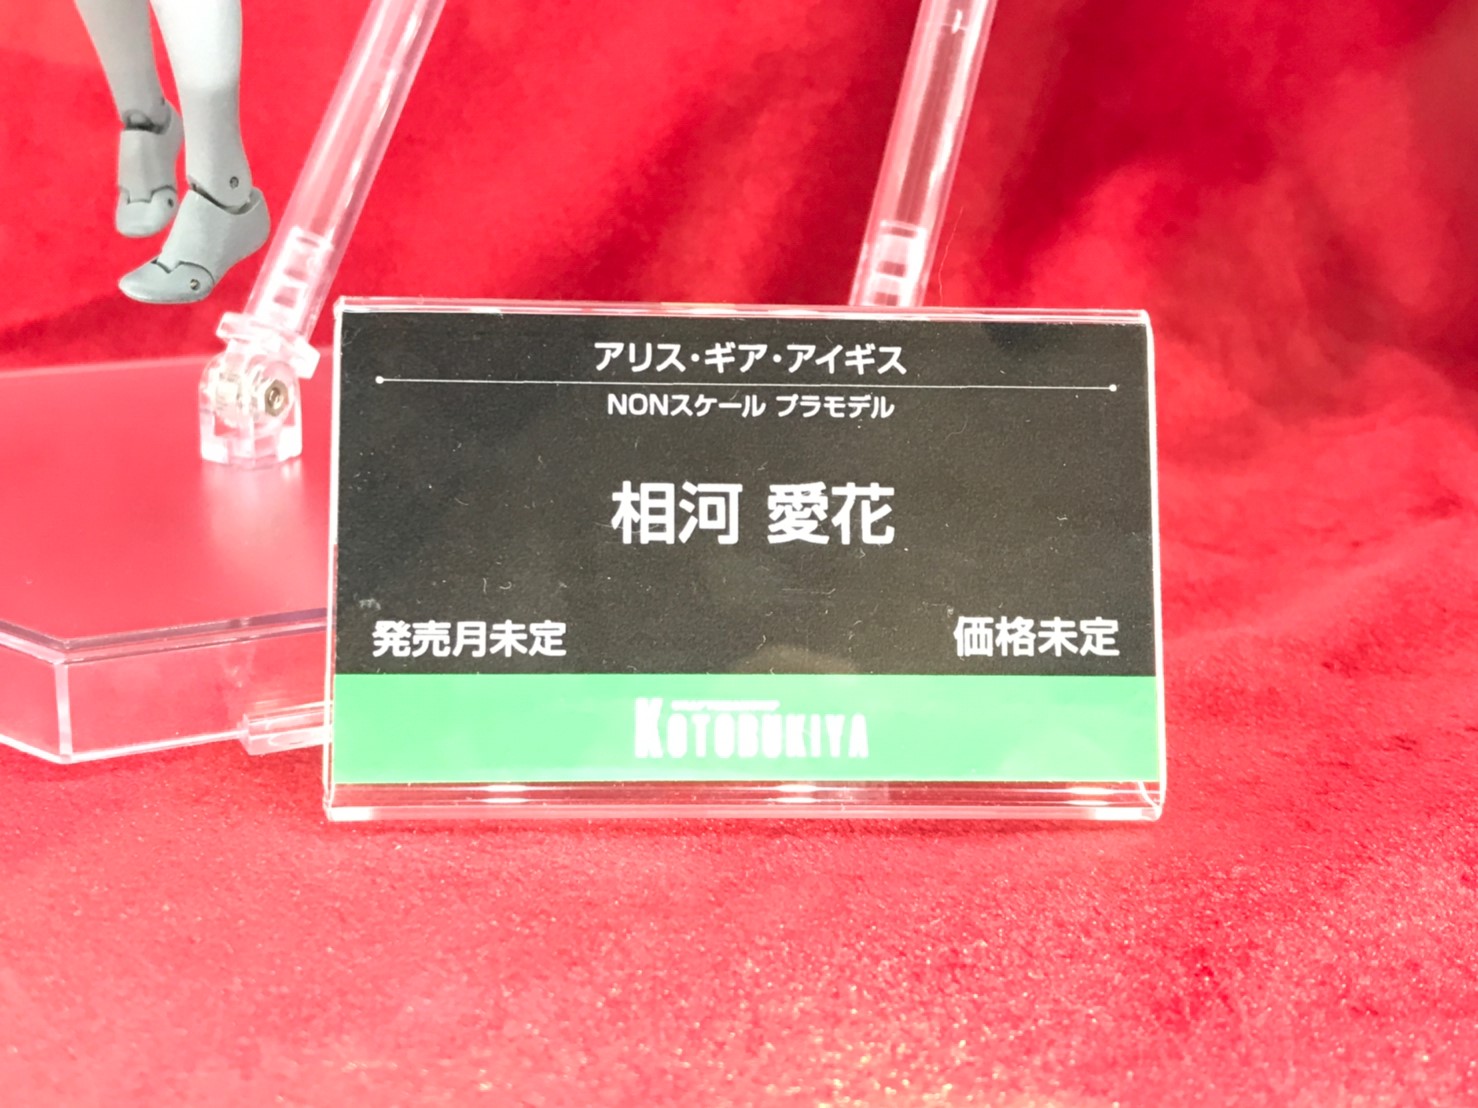 アリス・ギア・アイギス
NONスケール プラモデル
相河 愛花
発売月未定 価格未定
KOTOBUKIYA